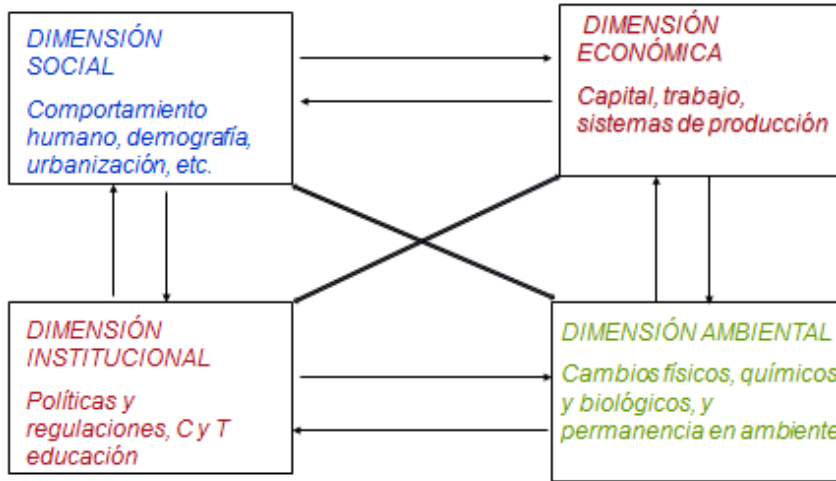 DIMENSIÓN
SOCIAL
Comportamiento
humano, demografía,
urbanización, etc.
DIMENSIÓN
ECONÓMICA
Capital, trabajo,
sistemas de producción
DIMENSIÓN
INSTITUCIONAL
Políticas y
regulaciones, C y T
educación
DIMENSIÓN AMBIENTAL
Cambios físicos, químicos
y biológicos, y
permanencia en ambiente